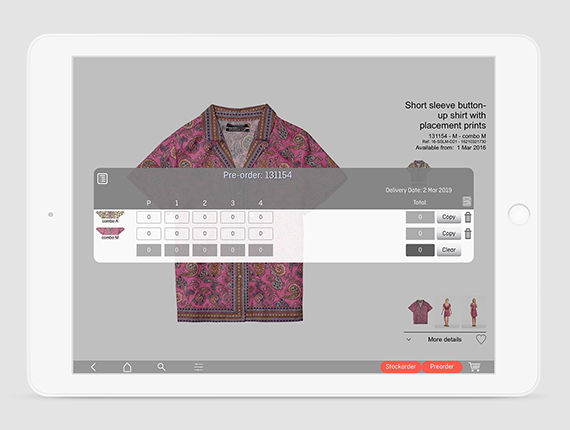 Short sleeve button-
up shirt with
placement prints
131154 - M - combo M
Ref: 16-SSLM-D21 - 16210321730
Available from: 1 Mar 2016
Pre-order: 131154
Delivery Date: 2 Mar 2019
P 1 2 3 4 Total:
combo A 0 0 0 0 0 0 Copy
combo M 0 0 0 0 0 0 Copy
0 0 0 0 0 0 Clear
More details
Stockorder Preorder